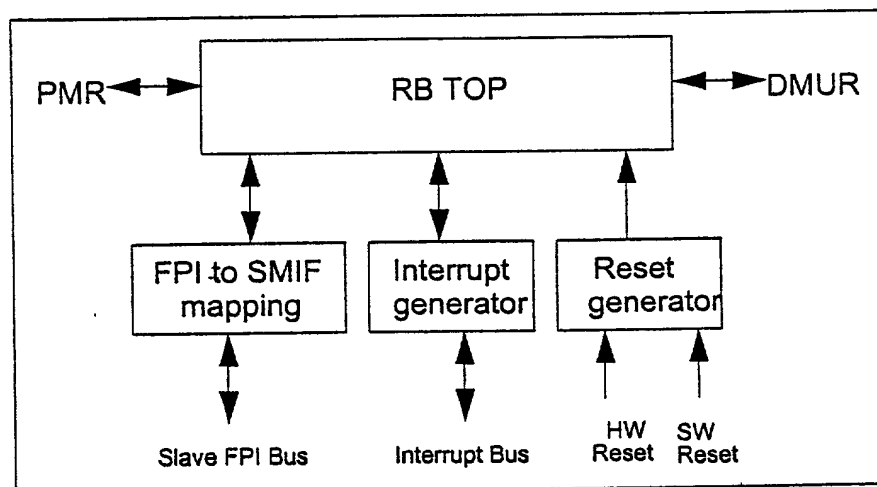 PMR
RB TOP
DMUR
FPI to SMIF
mapping
Interrupt
generator
Reset
generator
Slave FPI Bus
Interrupt Bus
HW
Reset
SW
Reset